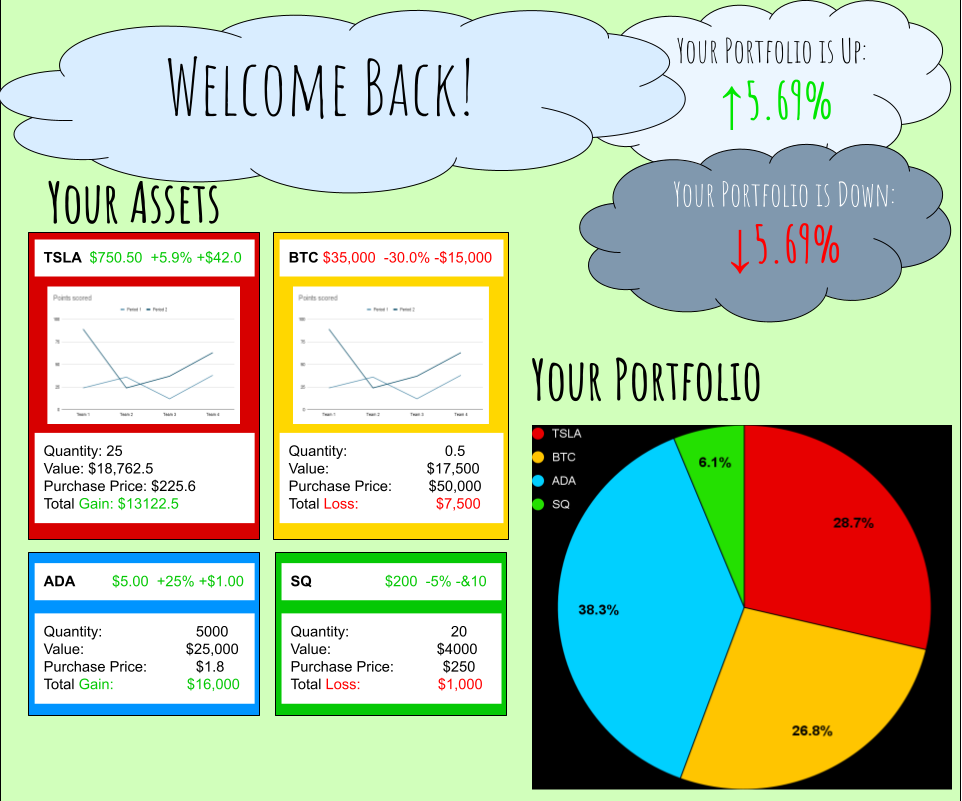 Welcome Back!
Your Portfolio is Up:
↑5.69%
Your Portfolio is Down:
↓5.69%
Your Assets
TSLA $750.50 +5.9% +$42.0
Points scored
Period 1 Period 2
100
75
50
25
0
Team 1 Team 2 Team 3 Team 4
Quantity: 25
Value: $18,762.5
Purchase Price: $225.6
Total Gain: $13122.5
BTC $35,000 -30.0% -$15,000
Points scored
Period 1 Period 2
100
75
50
25
0
Team 1 Team 2 Team 3 Team 4
Quantity: 0.5
Value: $17,500
Purchase Price: $50,000
Total Loss: $7,500
ADA $5.00 +25% +$1.00
Quantity: 5000
Value: $25,000
Purchase Price: $1.8
Total Gain: $16,000
SQ $200 -5% -&10
Quantity: 20
Value: $4000
Purchase Price: $250
Total Loss: $1,000
Your Portfolio
TSLA
BTC
ADA
SQ
6.1%
28.7%
38.3%
26.8%